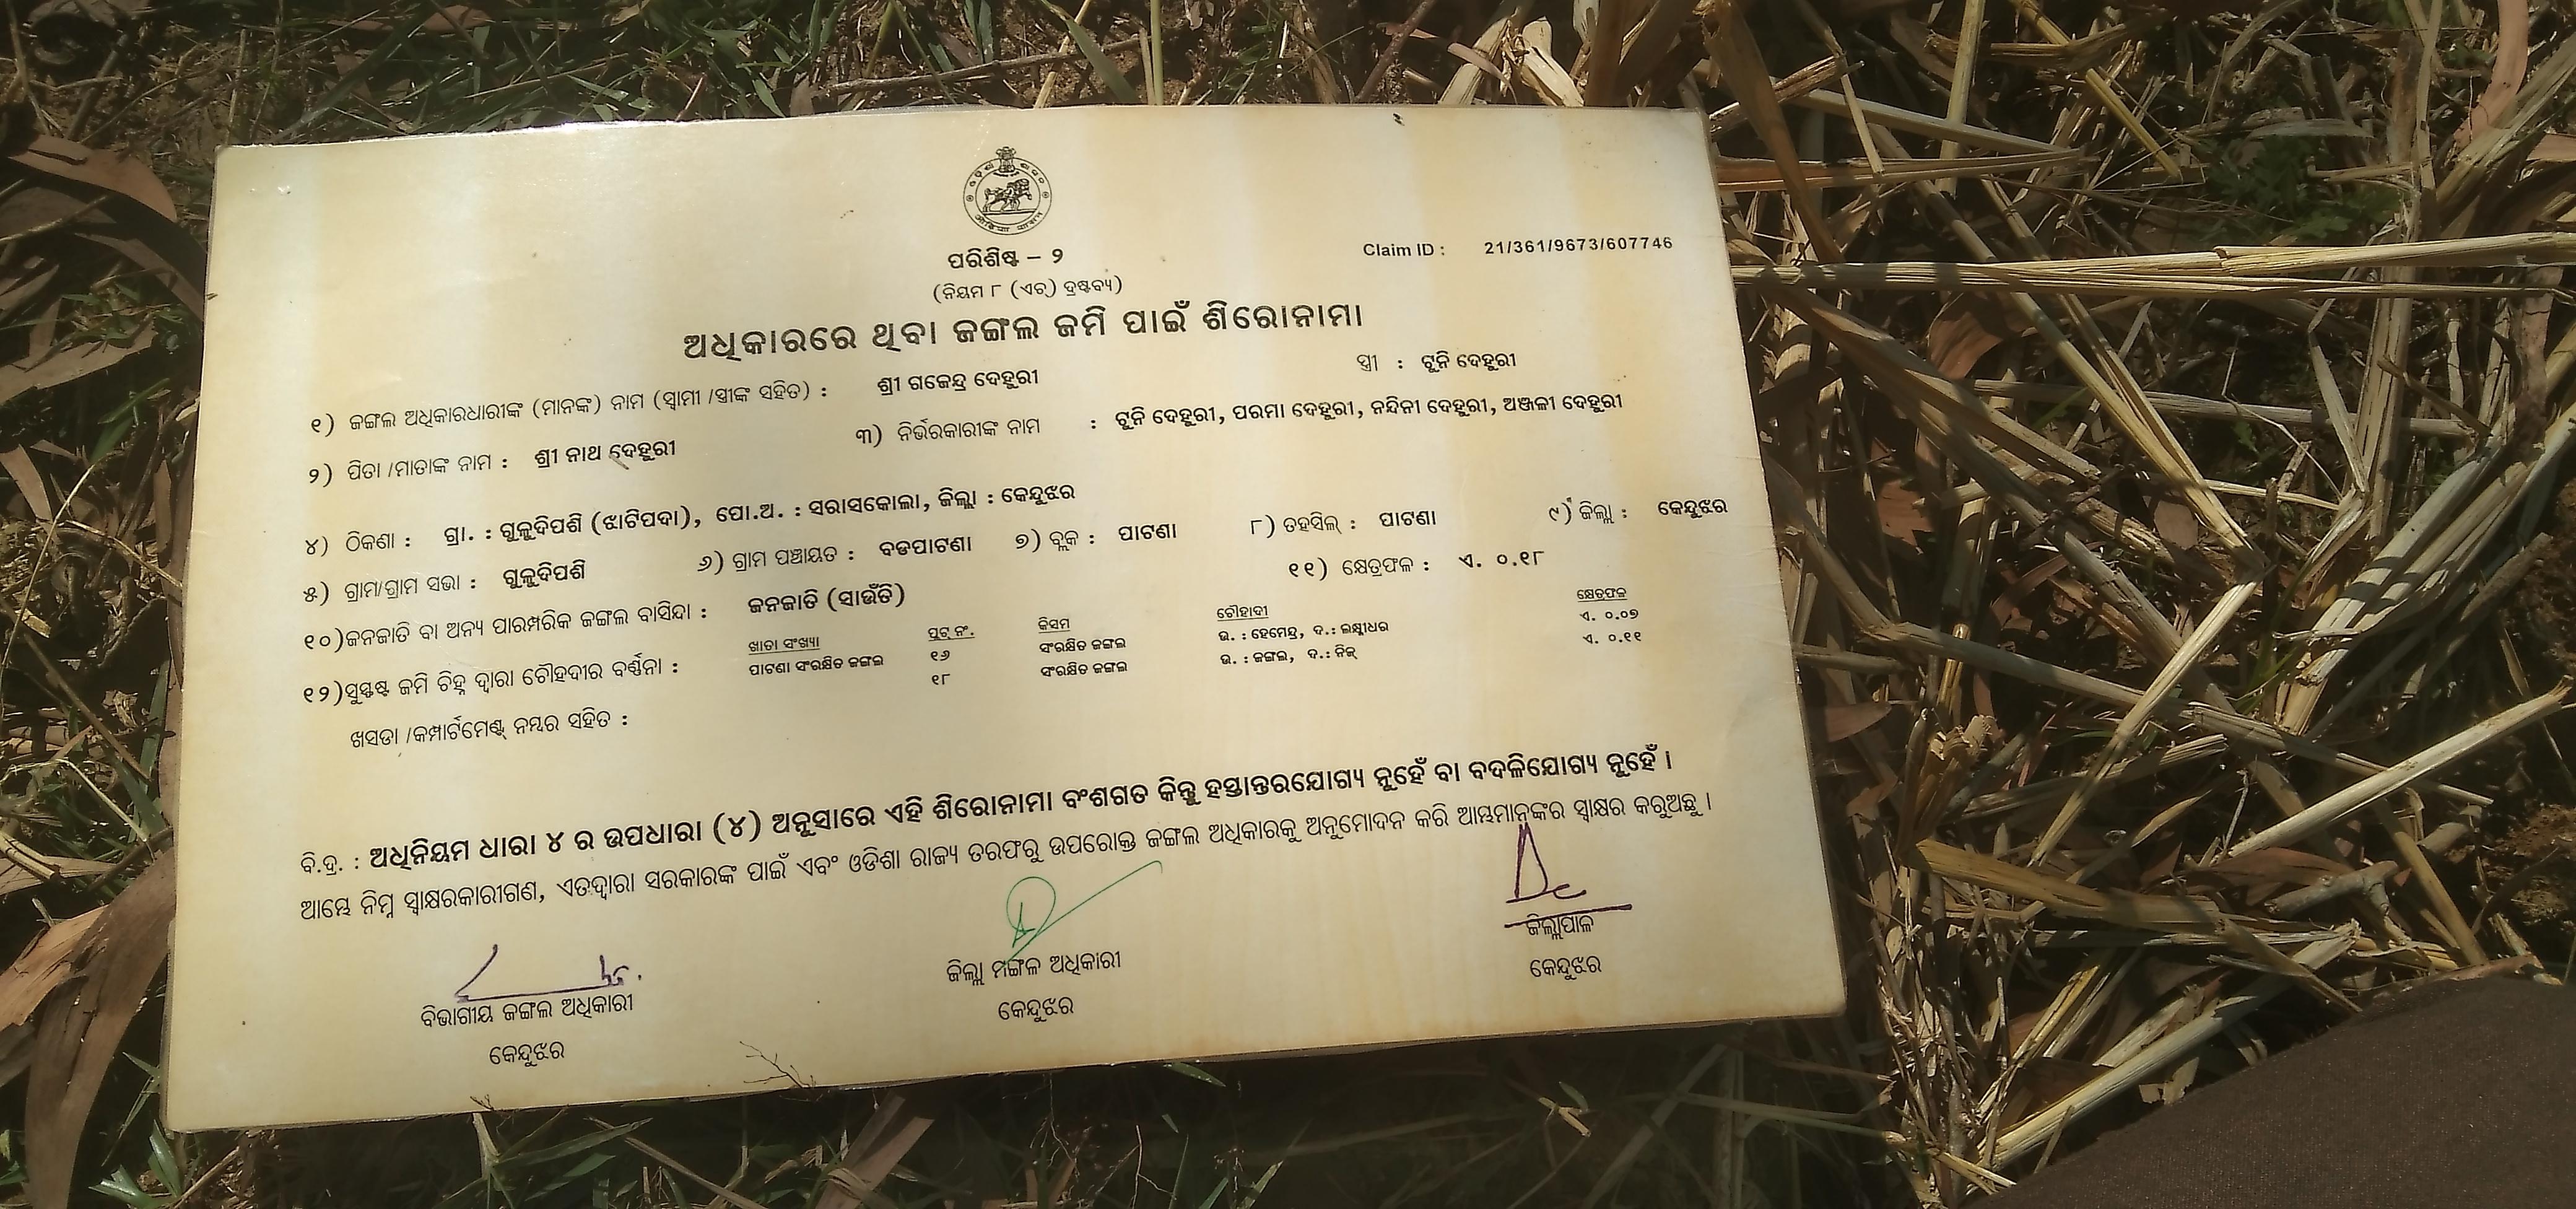 ପରିଶିଷ୍ଟ – ୨
Claim ID : 21/361/9673/607746
(ନିୟମ ୮ (ଏଚ୍) ଦ୍ରଷ୍ଟବ୍ୟ)
ଅଧିକାରରେ ଥିବା ଜଙ୍ଗଲ ଜମି ପାଇଁ ଶିରୋନାମା
୧) ଜଙ୍ଗଲ ଅଧିକାରଧାରୀଙ୍କ (ମାନଙ୍କ) ନାମ (ସ୍ୱାମୀ /ସ୍ତ୍ରୀଙ୍କ ସହିତ) : ଶ୍ରୀ ଗଜେନ୍ଦ୍ର ଦେହୁରୀ ସ୍ତ୍ରୀ : ଟୁନି ଦେହୁରୀ
୨) ପିତା /ମାତାଙ୍କ ନାମ : ଶ୍ରୀ ନାଥ ଦେହୁରୀ ୩) ନିର୍ଭରକାରୀଙ୍କ ନାମ : ଟୁନି ଦେହୁରୀ, ପରମା ଦେହୁରୀ, ନନ୍ଦିନୀ ଦେହୁରୀ, ଅଞ୍ଜଳୀ ଦେହୁରୀ
୪) ଠିକଣା : ଗ୍ରା. : ଗୁଳୁଦିପଶି (ଝାଟିପଦା), ପୋ.ଅ. : ସରାସକୋଲା, ଜିଲ୍ଲା : କେନ୍ଦୁଝର
୫) ଗ୍ରାମ/ଗ୍ରାମ ସଭା : ଗୁଳୁଦିପଶି ୬) ଗ୍ରାମ ପଞ୍ଚାୟତ : ବଡପାଟଣା ୭) ବ୍ଲକ : ପାଟଣା ୮) ତହସିଲ୍ : ପାଟଣା ୯) ଜିଲ୍ଲା : କେନ୍ଦୁଝର
୧୦)ଜନଜାତି ବା ଅନ୍ୟ ପାରମ୍ପରିକ ଜଙ୍ଗଲ ବାସିନ୍ଦା : ଜନଜାତି (ସାଉଁତି) ୧୧) କ୍ଷେତ୍ରଫଳ : ଏ. ୦.୧୮
୧୨)ସୁସ୍ପଷ୍ଟ ଜମି ଚିହ୍ନ ଦ୍ୱାରା ଚୌହଦୀର ବର୍ଣ୍ଣନା : ଖାତା ସଂଖ୍ୟା ପ୍ଲଟ୍ ନଂ. କିସମ ଚୌହାଦୀ କ୍ଷେତ୍ରଫଳ
ପାଟଣା ସଂରକ୍ଷିତ ଜଙ୍ଗଲ ୧୬ ସଂରକ୍ଷିତ ଜଙ୍ଗଲ ଉ. : ହେମେନ୍ଦ୍ର, ଦ.: ଲକ୍ଷ୍ମୀଧର ଏ. ୦.୦୭
୧୮ ସଂରକ୍ଷିତ ଜଙ୍ଗଲ ଉ. : ଜଙ୍ଗଲ, ଦ.: ନିଜ୍ ଏ. ୦.୧୧
ଖସଡା /କମ୍ପାର୍ଟମେଣ୍ଟ୍ ନମ୍ବର ସହିତ :
ବି.ଦ୍ର. : ଅଧିନିୟମ ଧାରା ୪ ର ଉପଧାରା (୪) ଅନୁସାରେ ଏହି ଶିରୋନାମା ବଂଶଗତ କିନ୍ତୁ ହସ୍ତାନ୍ତରଯୋଗ୍ୟ ନୁହେଁ ବା ବଦଳିଯୋଗ୍ୟ ନୁହେଁ ।
ଆମ୍ଭେ ନିମ୍ନ ସ୍ୱାକ୍ଷରକାରୀଗଣ, ଏତଦ୍ଦ୍ୱାରା ସରକାରଙ୍କ ପାଇଁ ଏବଂ ଓଡିଶା ରାଜ୍ୟ ତରଫରୁ ଉପରୋକ୍ତ ଜଙ୍ଗଲ ଅଧିକାରକୁ ଅନୁମୋଦନ କରି ଆମ୍ଭମାନଙ୍କର ସ୍ୱାକ୍ଷର କରୁଅଛୁ ।
ବିଭାଗୀୟ ଜଙ୍ଗଲ ଅଧିକାରୀ ଜିଲ୍ଲା ମଙ୍ଗଳ ଅଧିକାରୀ ଜିଲ୍ଲାପାଳ
କେନ୍ଦୁଝର କେନ୍ଦୁଝର କେନ୍ଦୁଝର